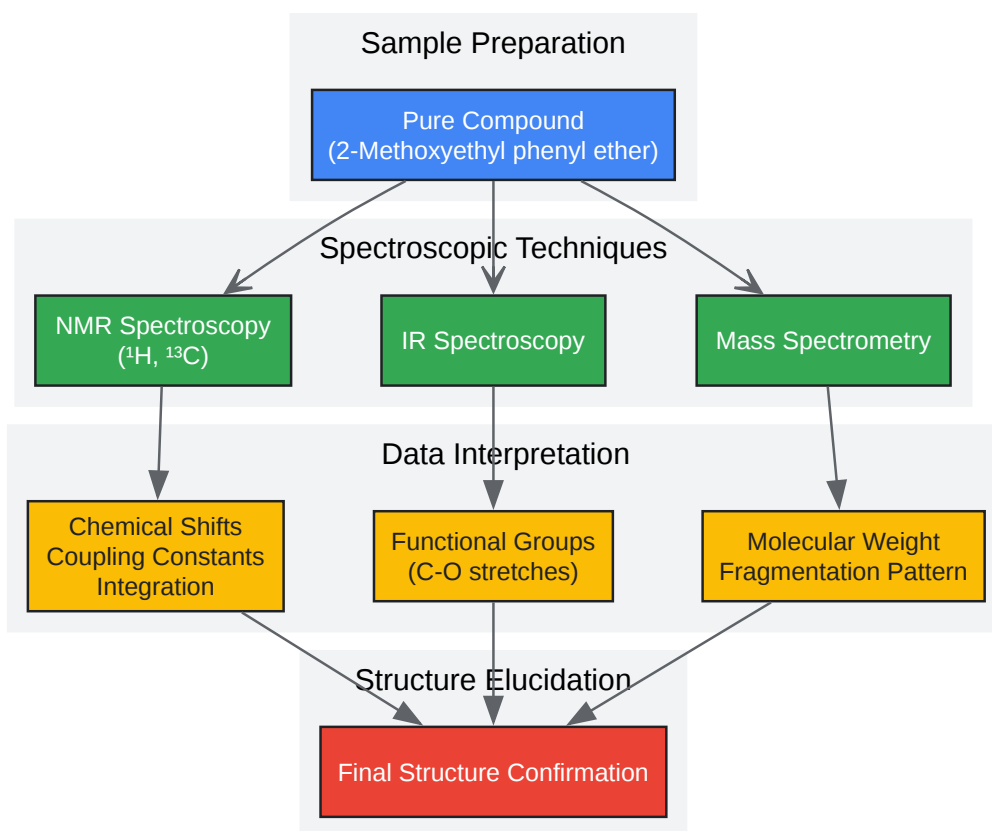 Sample Preparation
Pure Compound
(2-Methoxyethyl phenyl ether)
Spectroscopic Techniques
NMR Spectroscopy
(¹H, ¹³C)
IR Spectroscopy
Mass Spectrometry
Data Interpretation
Chemical Shifts
Coupling Constants
Integration
Functional Groups
(C-O stretches)
Molecular Weight
Fragmentation Pattern
Structure Elucidation
Final Structure Confirmation